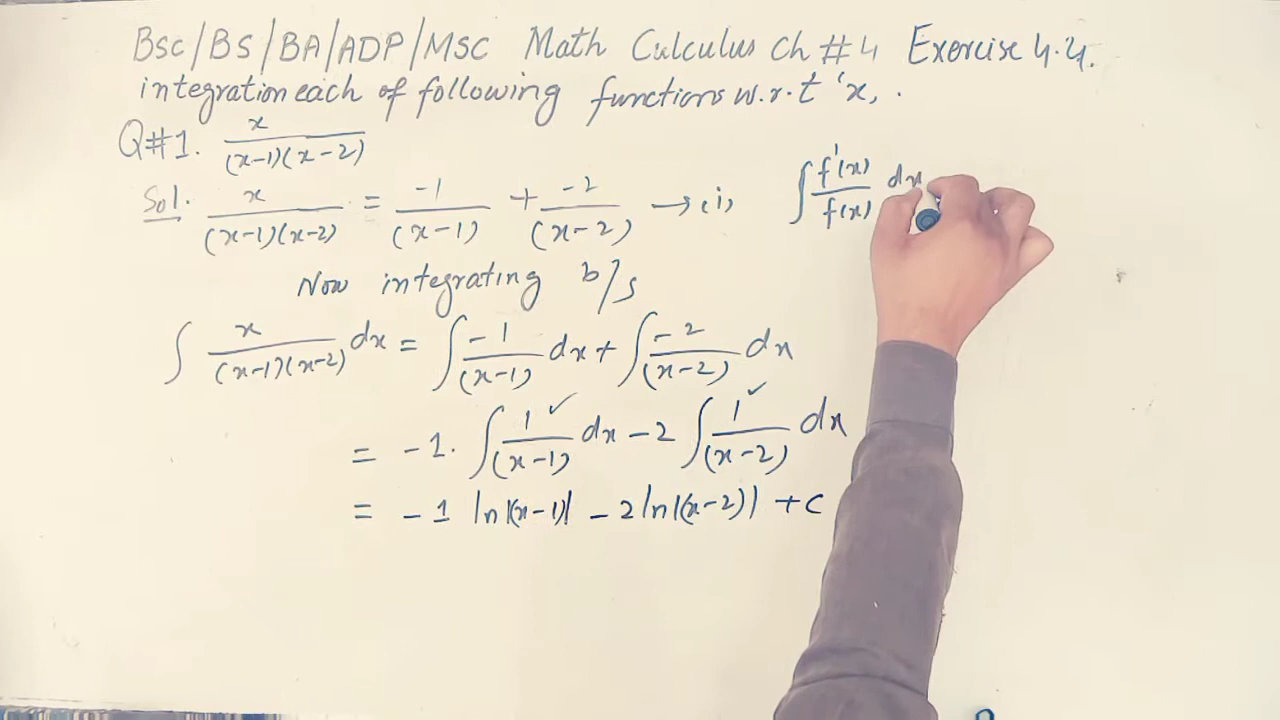 BSC/BS/BA/ADP/MSC Math Calculus Ch #4 Exercise 4.4.
integration each of following functions w.r.t 'x, .
Q#1. x/(x-1)(x-2)
Sol. x/(x-1)(x-2) = -1/(x-1) + -2/(x-2) → (i) ∫ f'(x)/f(x) dx
Now integrating b/s
∫ x/(x-1)(x-2) dx = ∫ -1/(x-1) dx + ∫ -2/(x-2) dx
= -1. ∫ 1✓/(x-1) dx - 2 ∫ 1✓/(x-2) dx
= -1 ln|(x-1)| - 2 ln|(x-2)| + c